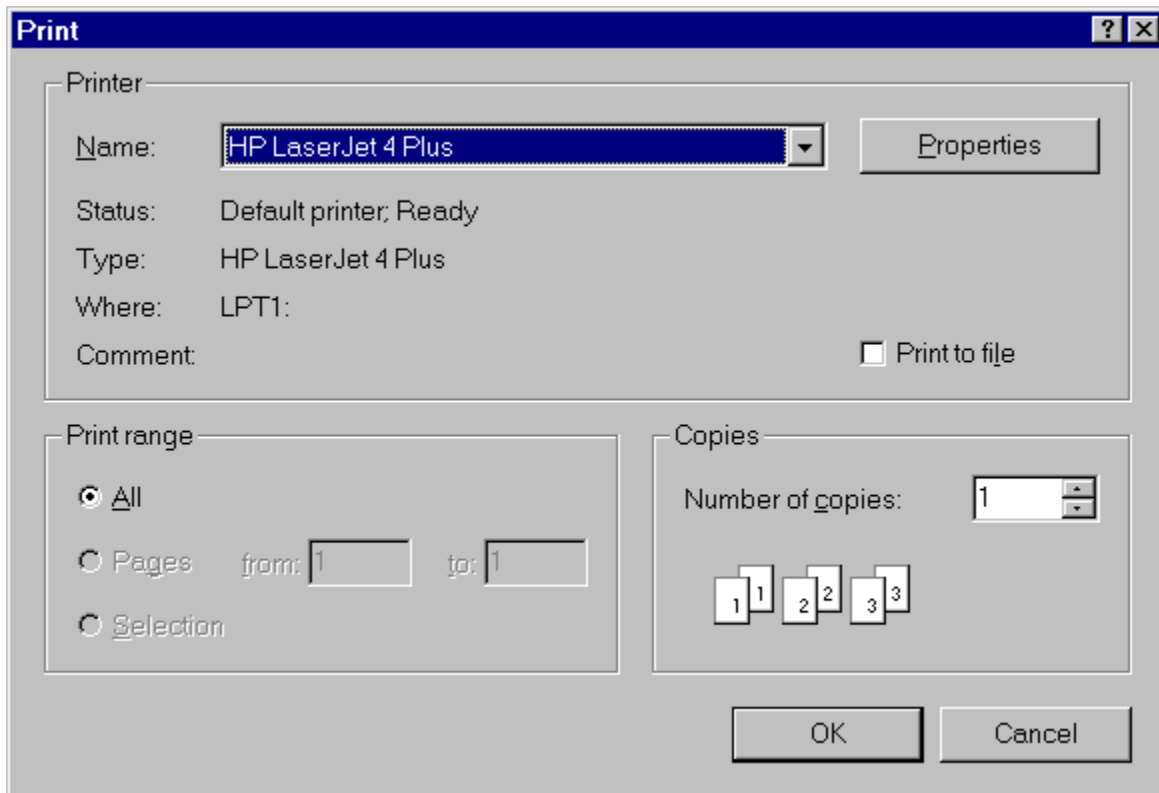 Print
Printer
Name: HP LaserJet 4 Plus Properties
Status: Default printer; Ready
Type: HP LaserJet 4 Plus
Where: LPT1:
Comment: Print to file
Print range
All
Pages from: 1 to: 1
Selection
Copies
Number of copies: 1
1 1 2 2 3 3
OK Cancel